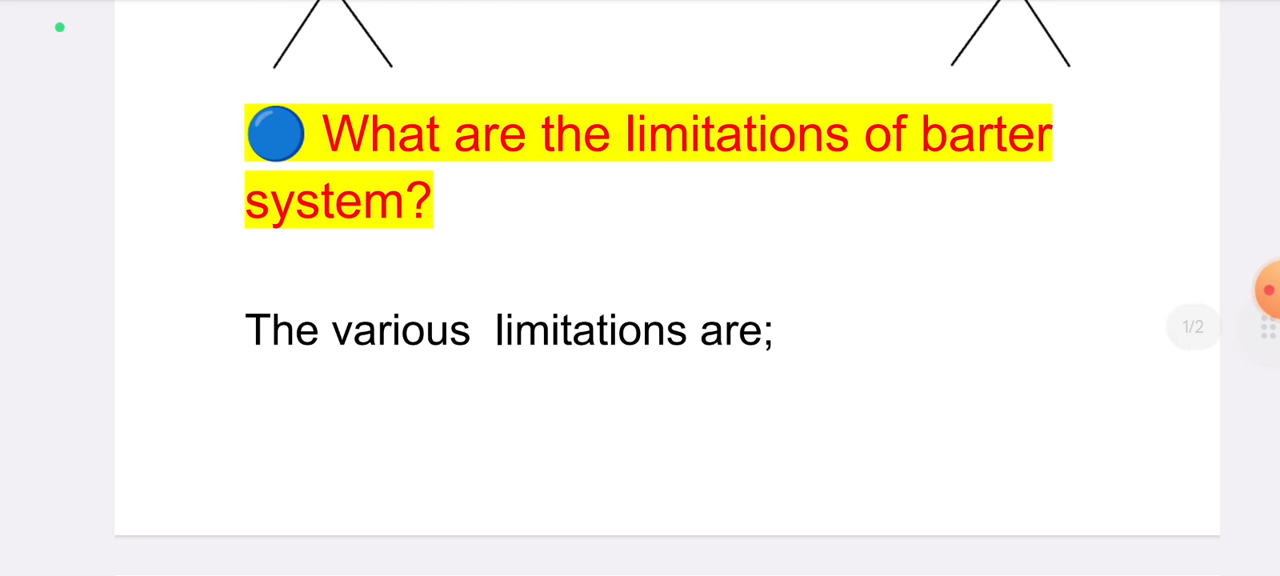 🔵 What are the limitations of barter
system?
The various  limitations are;
1/2